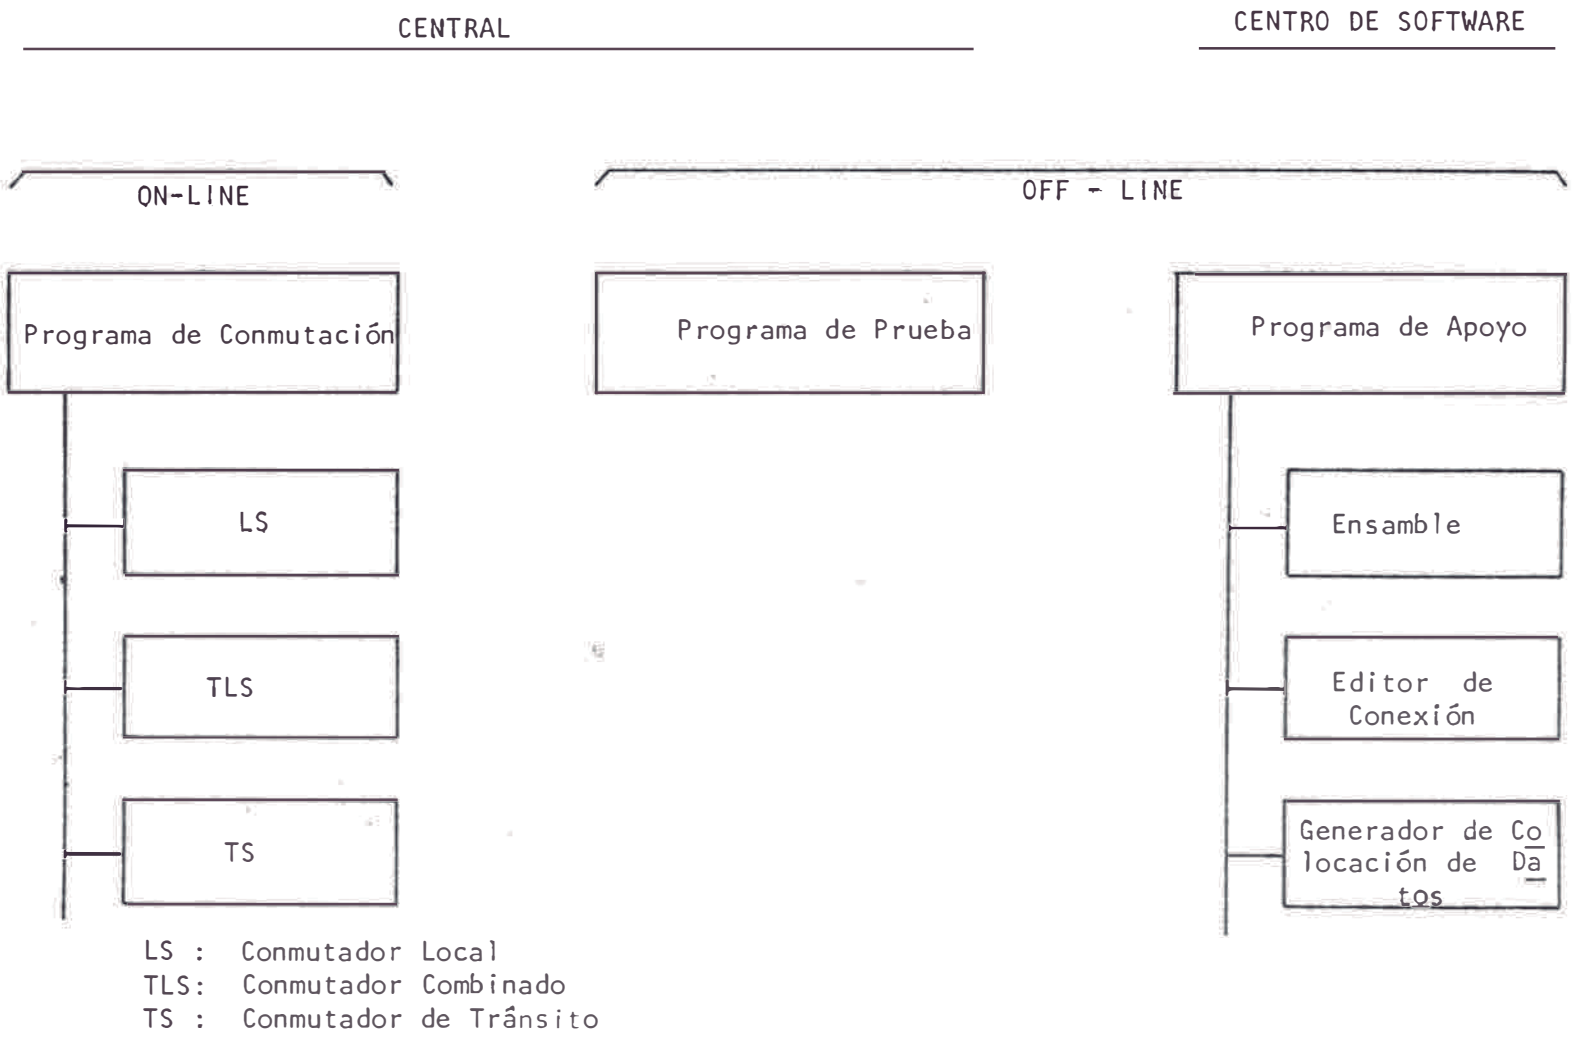 CENTRAL
CENTRO DE SOFTWARE
ON-LINE
OFF - LINE
Programa de Conmutación
Programa de Prueba
Programa de Apoyo
LS
Ensamble
TLS
Editor de
Conexión
TS
Generador de Co
locación de Da
tos
LS : Conmutador Local
TLS: Conmutador Combinado
TS : Conmutador de Tránsito